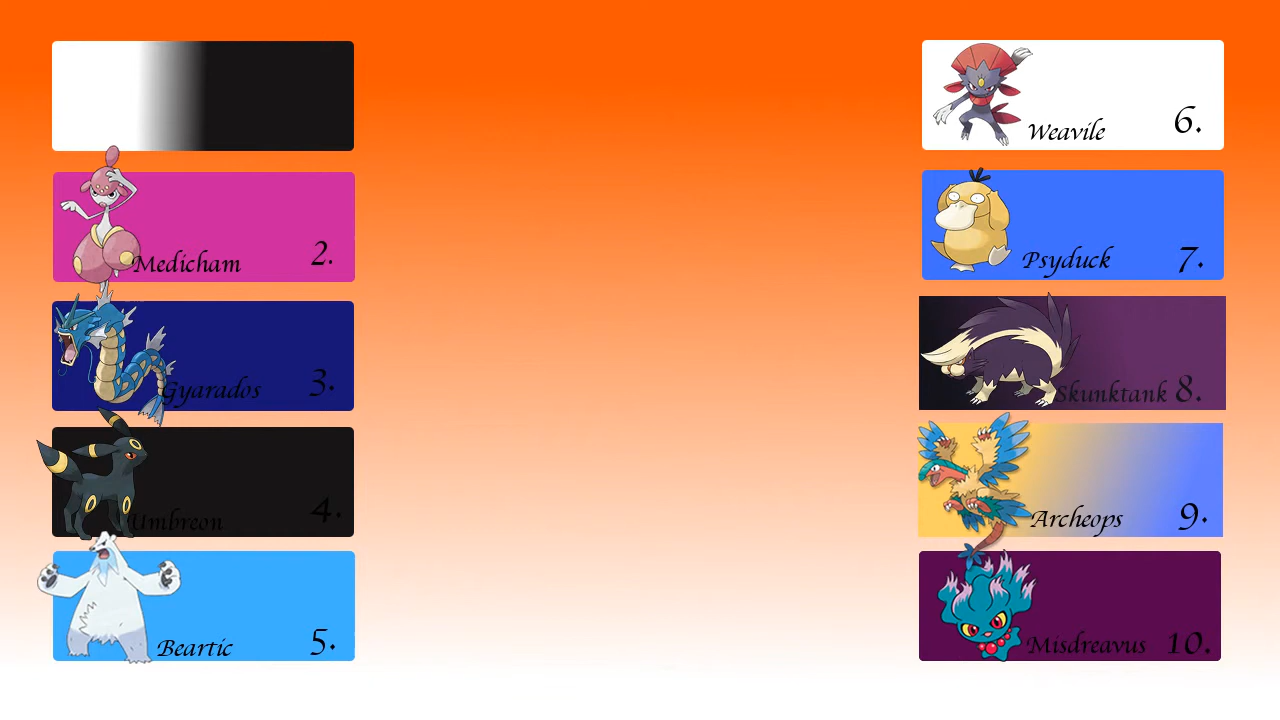 Medicham 2.
Gyarados 3.
Umbreon 4.
Beartic 5.
Weavile 6.
Psyduck 7.
Skunktank 8.
Archeops 9.
Misdreavus 10.